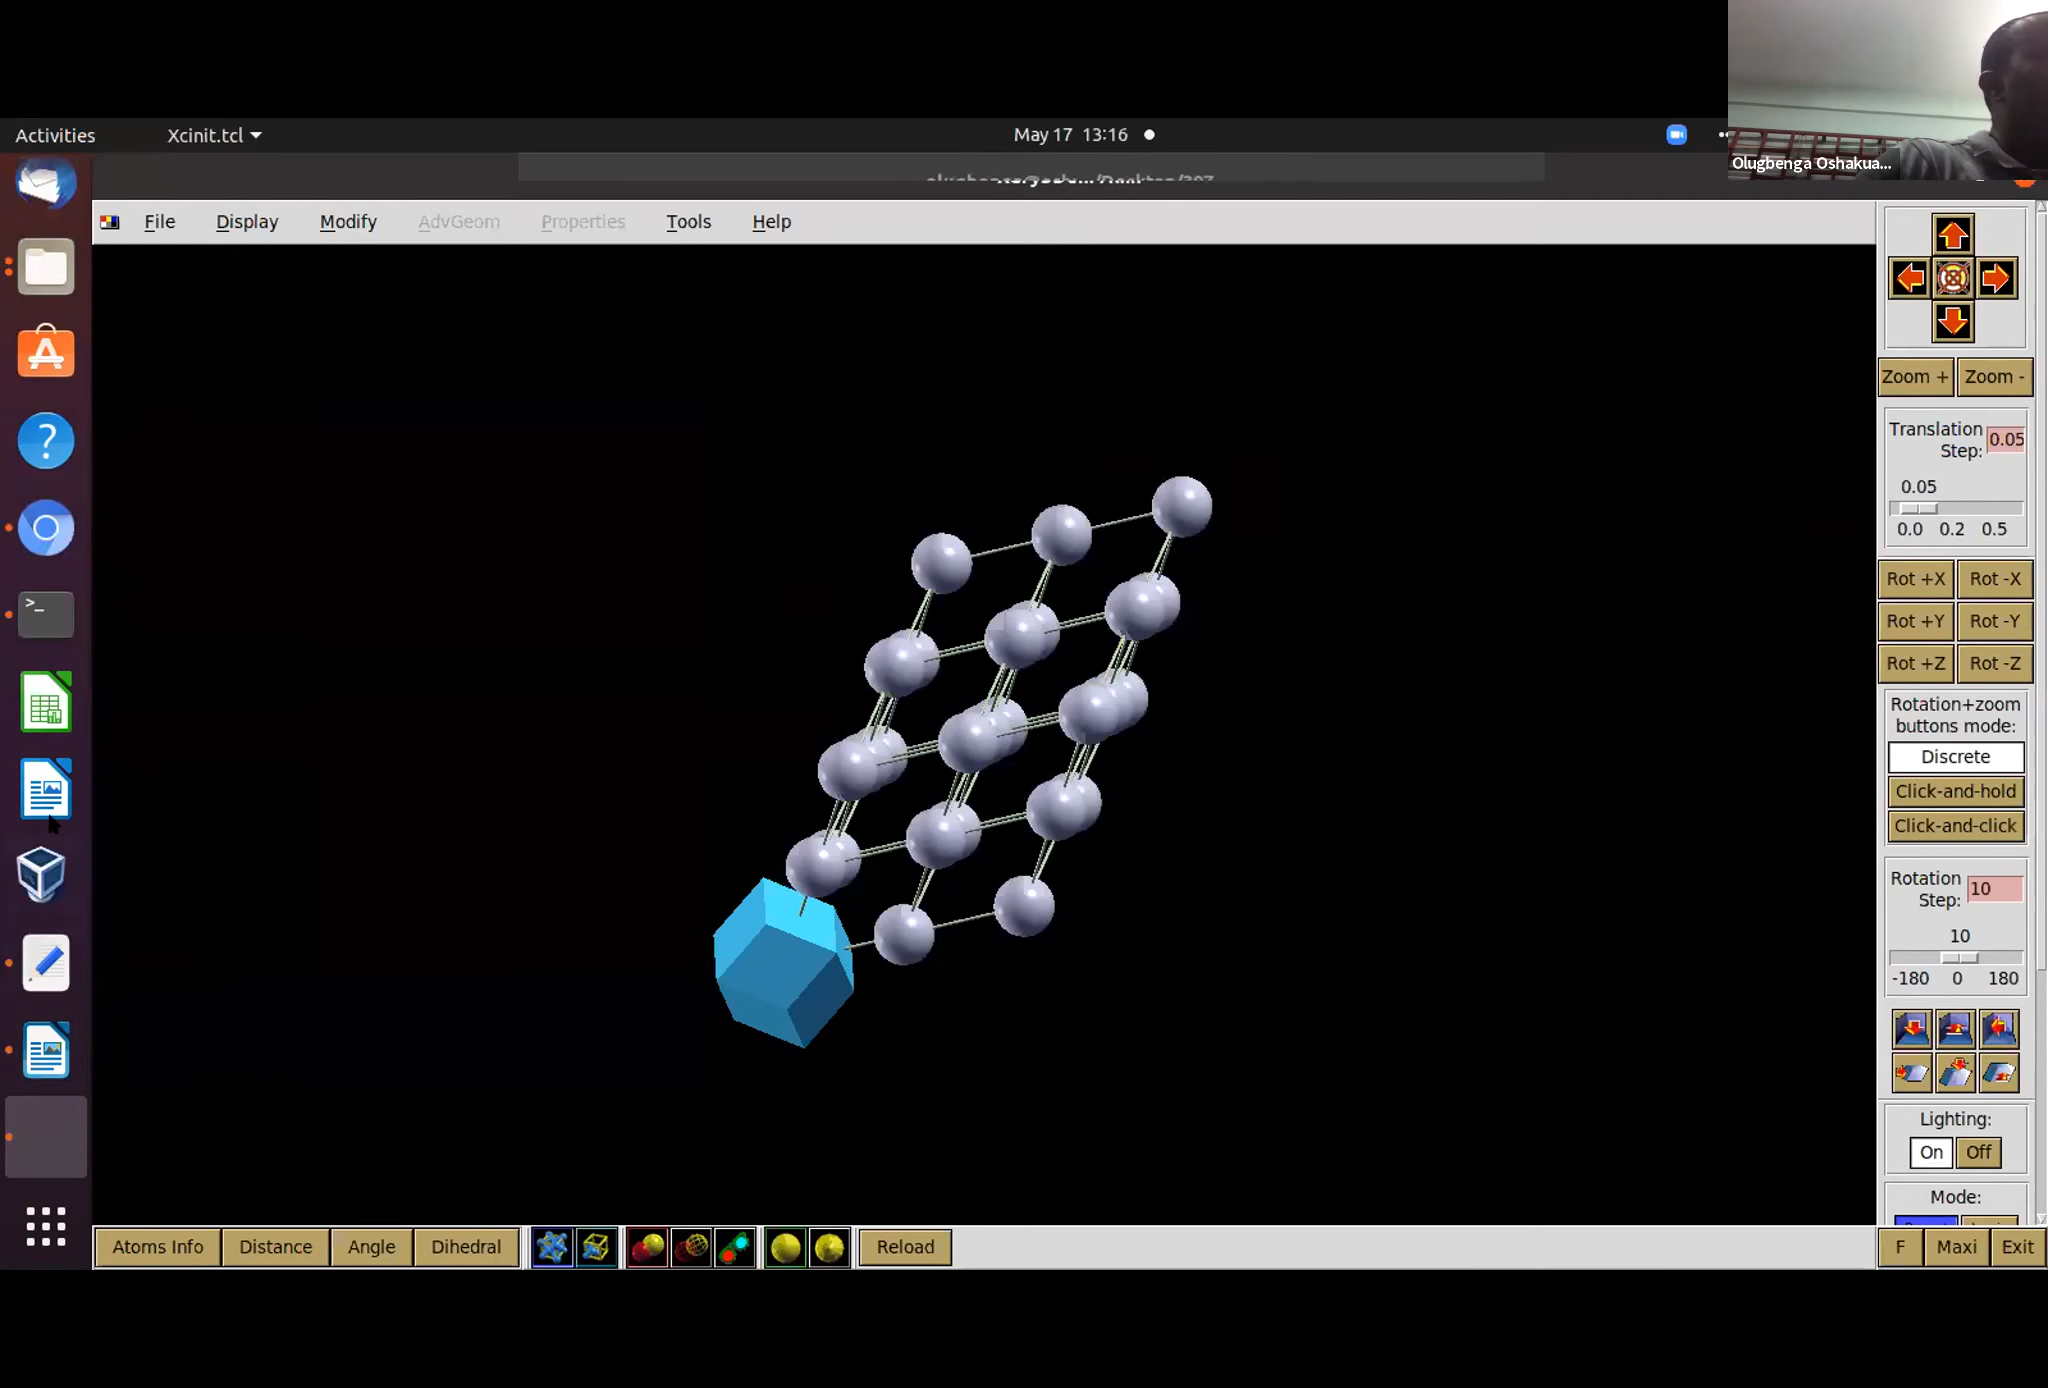 Activities Xcinit.tcl May 17 13:16
Olugbenga Oshakua...
File Display Modify AdvGeom Properties Tools Help
Zoom + Zoom -
Translation
Step: 0.05
0.05
0.0 0.2 0.5
Rot +X Rot -X
Rot +Y Rot -Y
Rot +Z Rot -Z
Rotation+zoom
buttons mode:
Discrete
Click-and-hold
Click-and-click
Rotation
Step: 10
10
-180 0 180
Lighting:
On Off
Mode:
Atoms Info Distance Angle Dihedral Reload F Maxi Exit